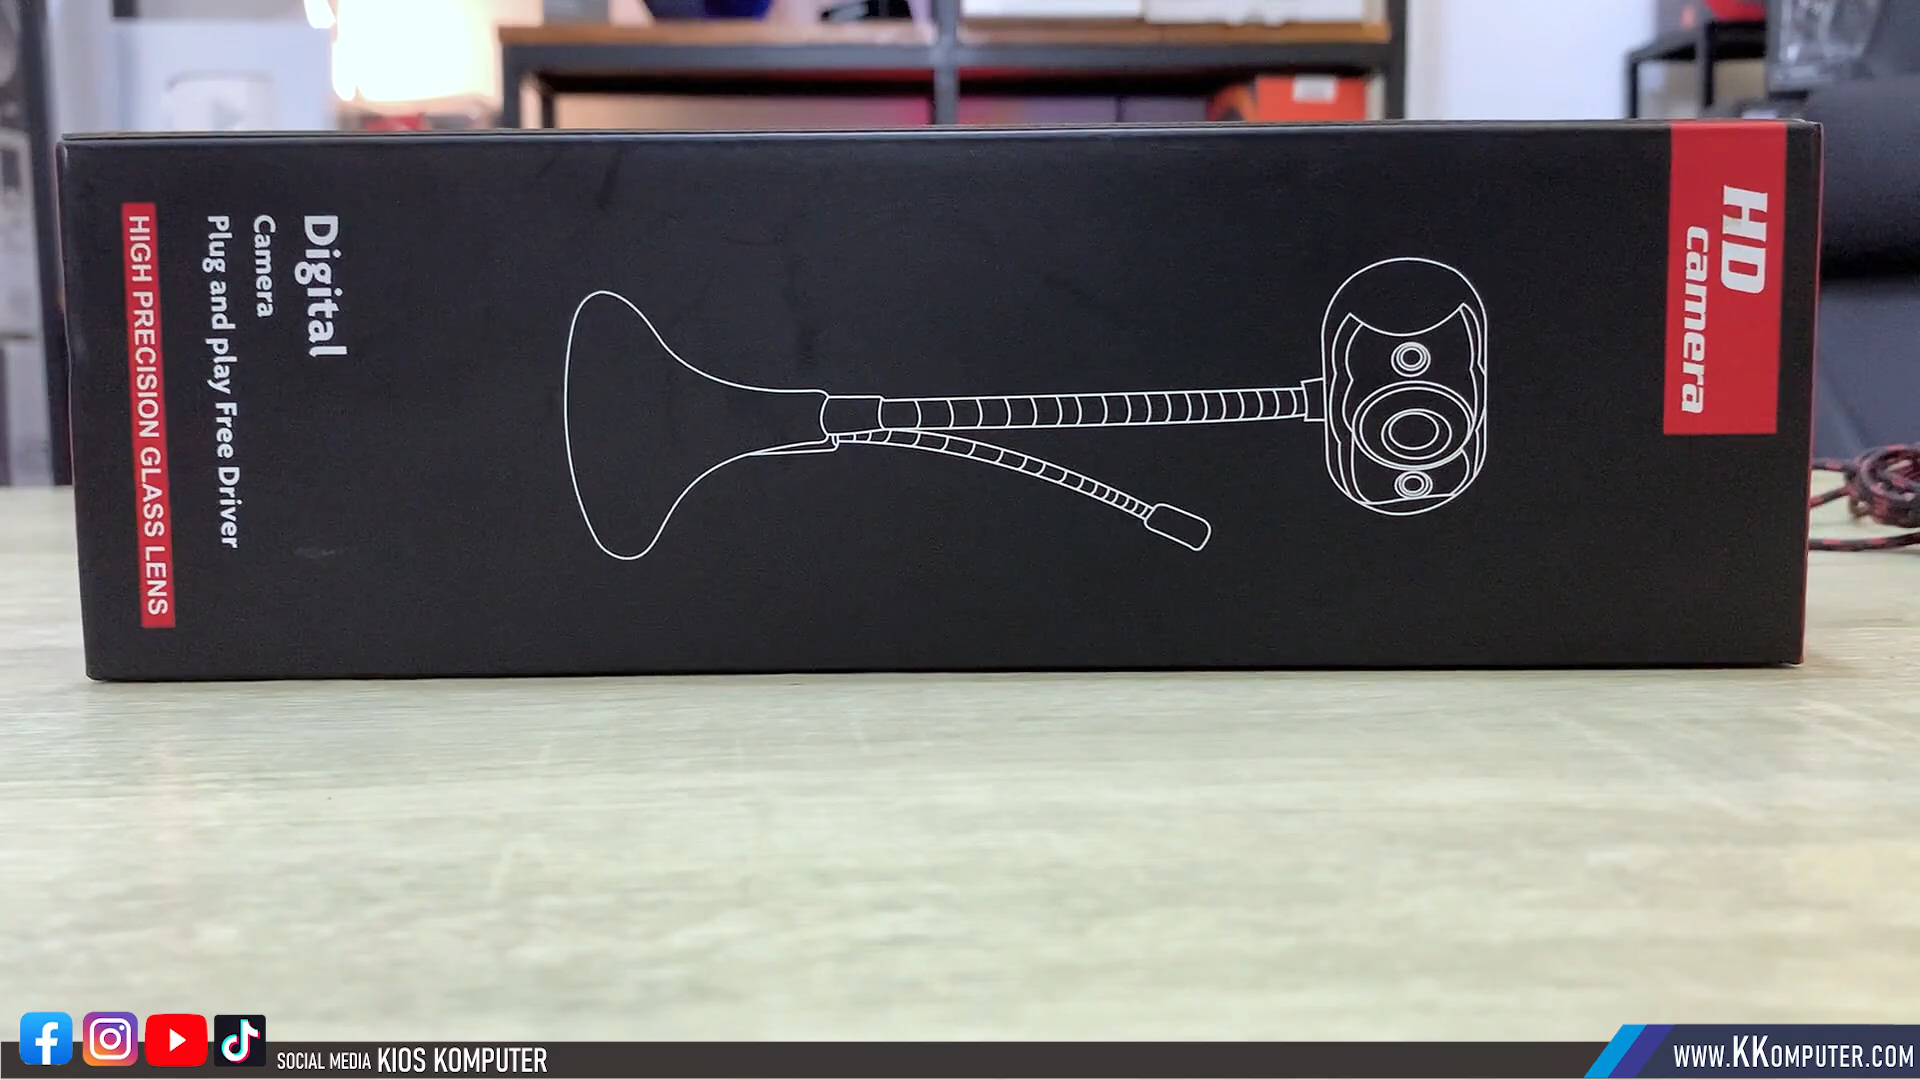 HD
camera
Digital
Camera
Plug and play Free Driver
HIGH PRECISION GLASS LENS
SOCIAL MEDIA KIOS KOMPUTER
www.KKomputer.com